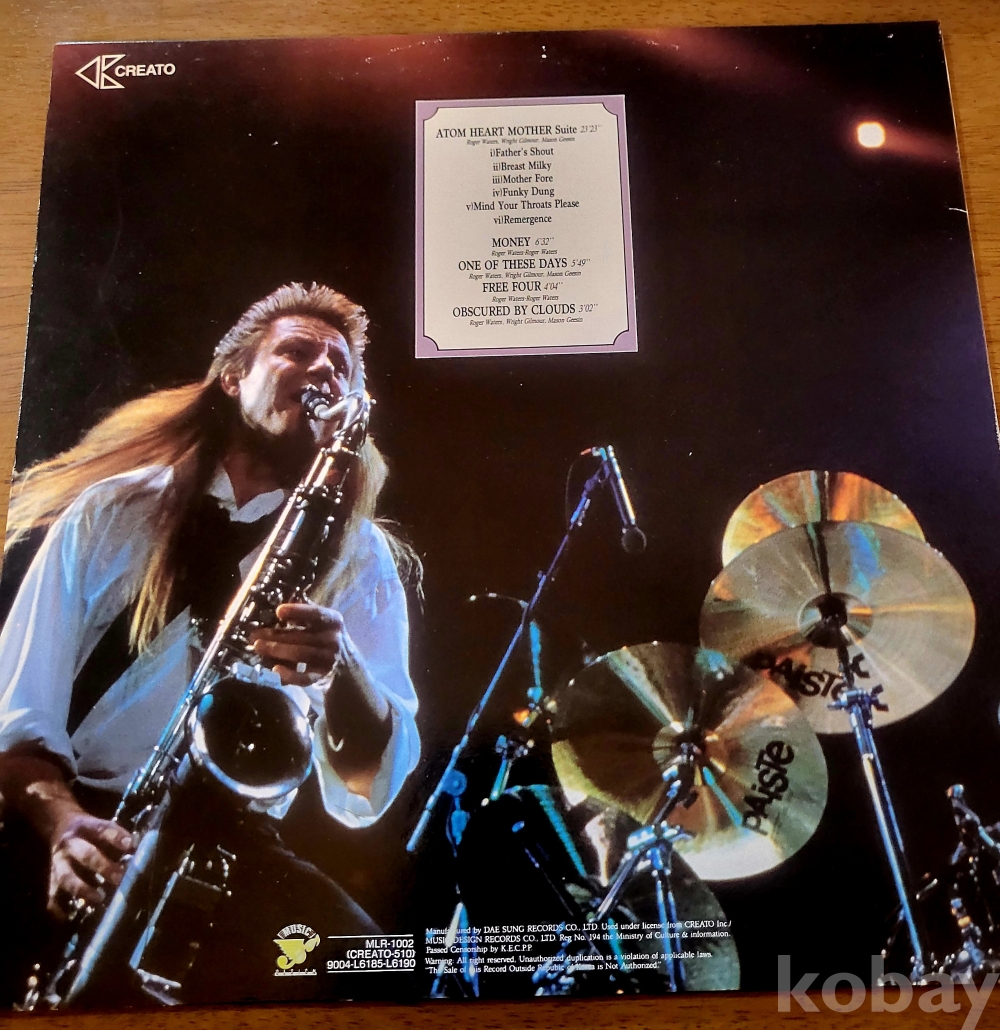 CREATO
ATOM HEART MOTHER Suite 23'23"
Roger Waters, Wright Gilmour, Mason Geesin
i)Father's Shout
ii)Breast Milky
iii)Mother Fore
iv)Funky Dung
v)Mind Your Throats Please
vi)Remergence
MONEY 6'32"
Roger Waters-Roger Waters
ONE OF THESE DAYS 5'49"
Roger Waters, Wright Gilmour, Mason Geesin
FREE FOUR 4'04"
Roger Waters-Roger Waters
OBSCURED BY CLOUDS 3'02"
Roger Waters, Wright Gilmour, Mason Geesin
PAiSTe
PAiSTe
MUSIC
MLR-1002
(CREATO-510)
9004-L6185-L6190
Manufactured by DAE SUNG RECORDS CO., LTD. Used under license from CREATO Inc/
MUSIC DESIGN RECORDS CO., LTD. Reg No. 194 the Ministry of Culture & information.
Passed Censorship by K.E.C.P.P.
Warning: All right reserved. Unauthorized duplication is a violation of applicable laws.
"The Sale of this Record Outside Republic of Korea is Not Authorized."
kobay